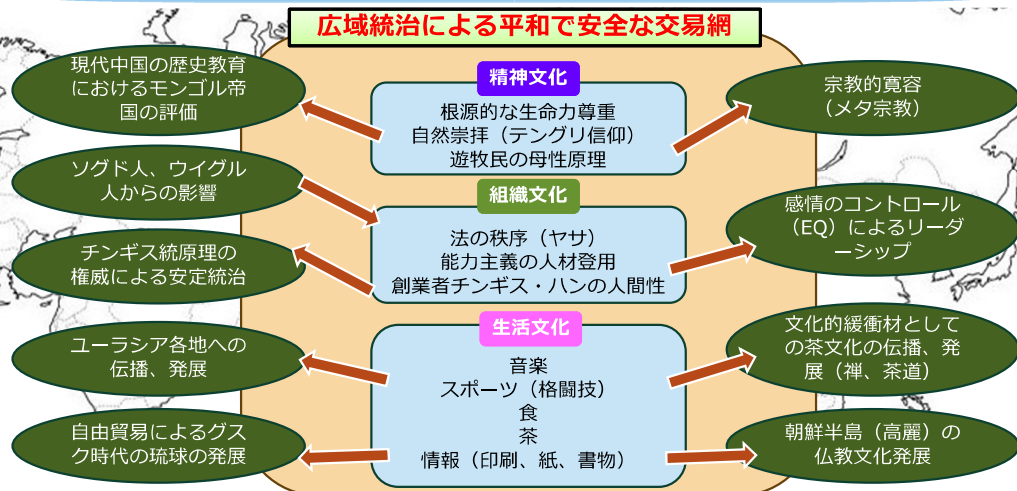 広域統治による平和で安全な交易網
現代中国の歴史教育
におけるモンゴル帝
国の評価
ソグド人、ウイグル
人からの影響
チンギス統原理の
権威による安定統治
ユーラシア各地への
伝播、発展
自由貿易によるグス
ク時代の琉球の発展
精神文化
根源的な生命力尊重
自然崇拝（テングリ信仰）
遊牧民の母性原理
組織文化
法の秩序（ヤサ）
能力主義の人材登用
創業者チンギス・ハンの人間性
生活文化
音楽
スポーツ（格闘技）
食
茶
情報（印刷、紙、書物）
宗教的寛容
（メタ宗教）
感情のコントロール
（EQ）によるリーダ
ーシップ
文化的緩衝材として
の茶文化の伝播、発
展（禅、茶道）
朝鮮半島（高麗）の
仏教文化発展